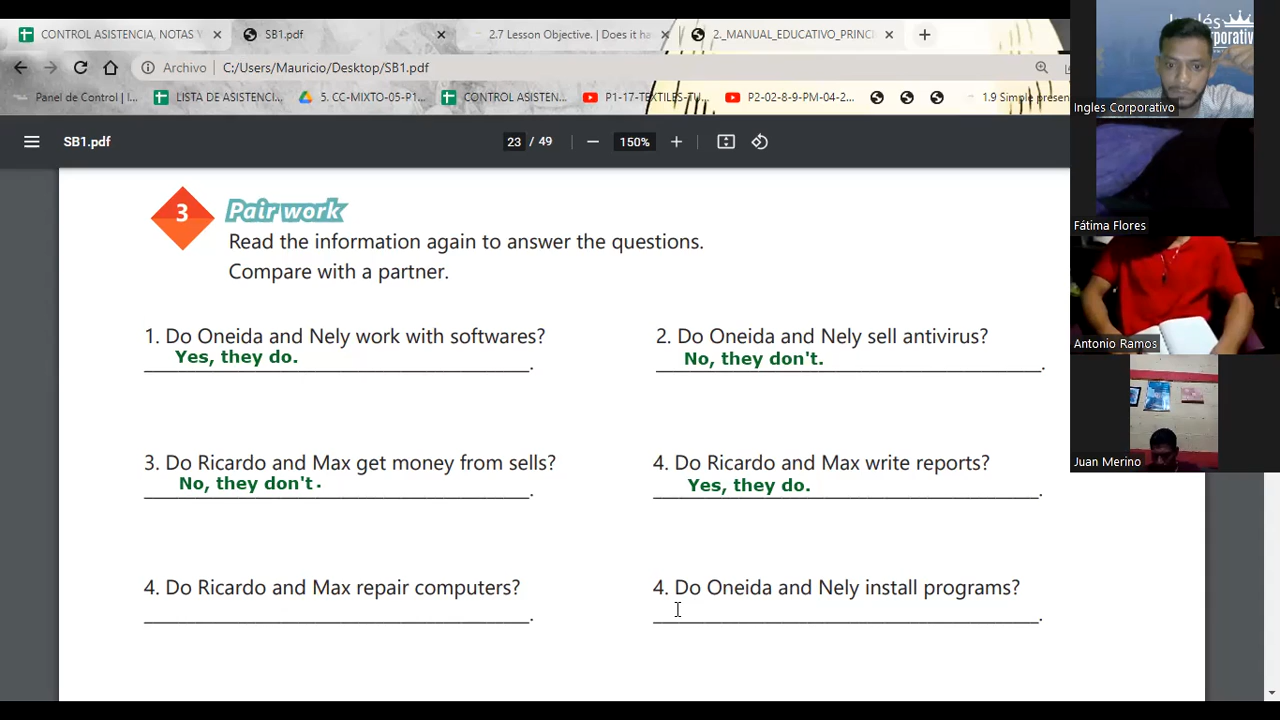 CONTROL ASISTENCIA, NOTAS Y
SB1.pdf
2.7 Lesson Objective. | Does it ha
2._MANUAL_EDUCATIVO_PRINCI
Inglés
Corporativo
Archivo
C:/Users/Mauricio/Desktop/SB1.pdf
Panel de Control | I...
LISTA DE ASISTENCI...
5. CC-MIXTO-05-P1...
CONTROL ASISTEN...
P1-17-TEXTILES-TU...
P2-02-8-9-PM-04-2...
1.9 Simple presen
Ingles Corporativo
SB1.pdf
23 / 49
150%
3
Pair work
Read the information again to answer the questions.
Compare with a partner.
Fátima Flores
1. Do Oneida and Nely work with softwares?
Yes, they do.
2. Do Oneida and Nely sell antivirus?
No, they don't.
Antonio Ramos
3. Do Ricardo and Max get money from sells?
No, they don't.
4. Do Ricardo and Max write reports?
Yes, they do.
Juan Merino
4. Do Ricardo and Max repair computers?
4. Do Oneida and Nely install programs?